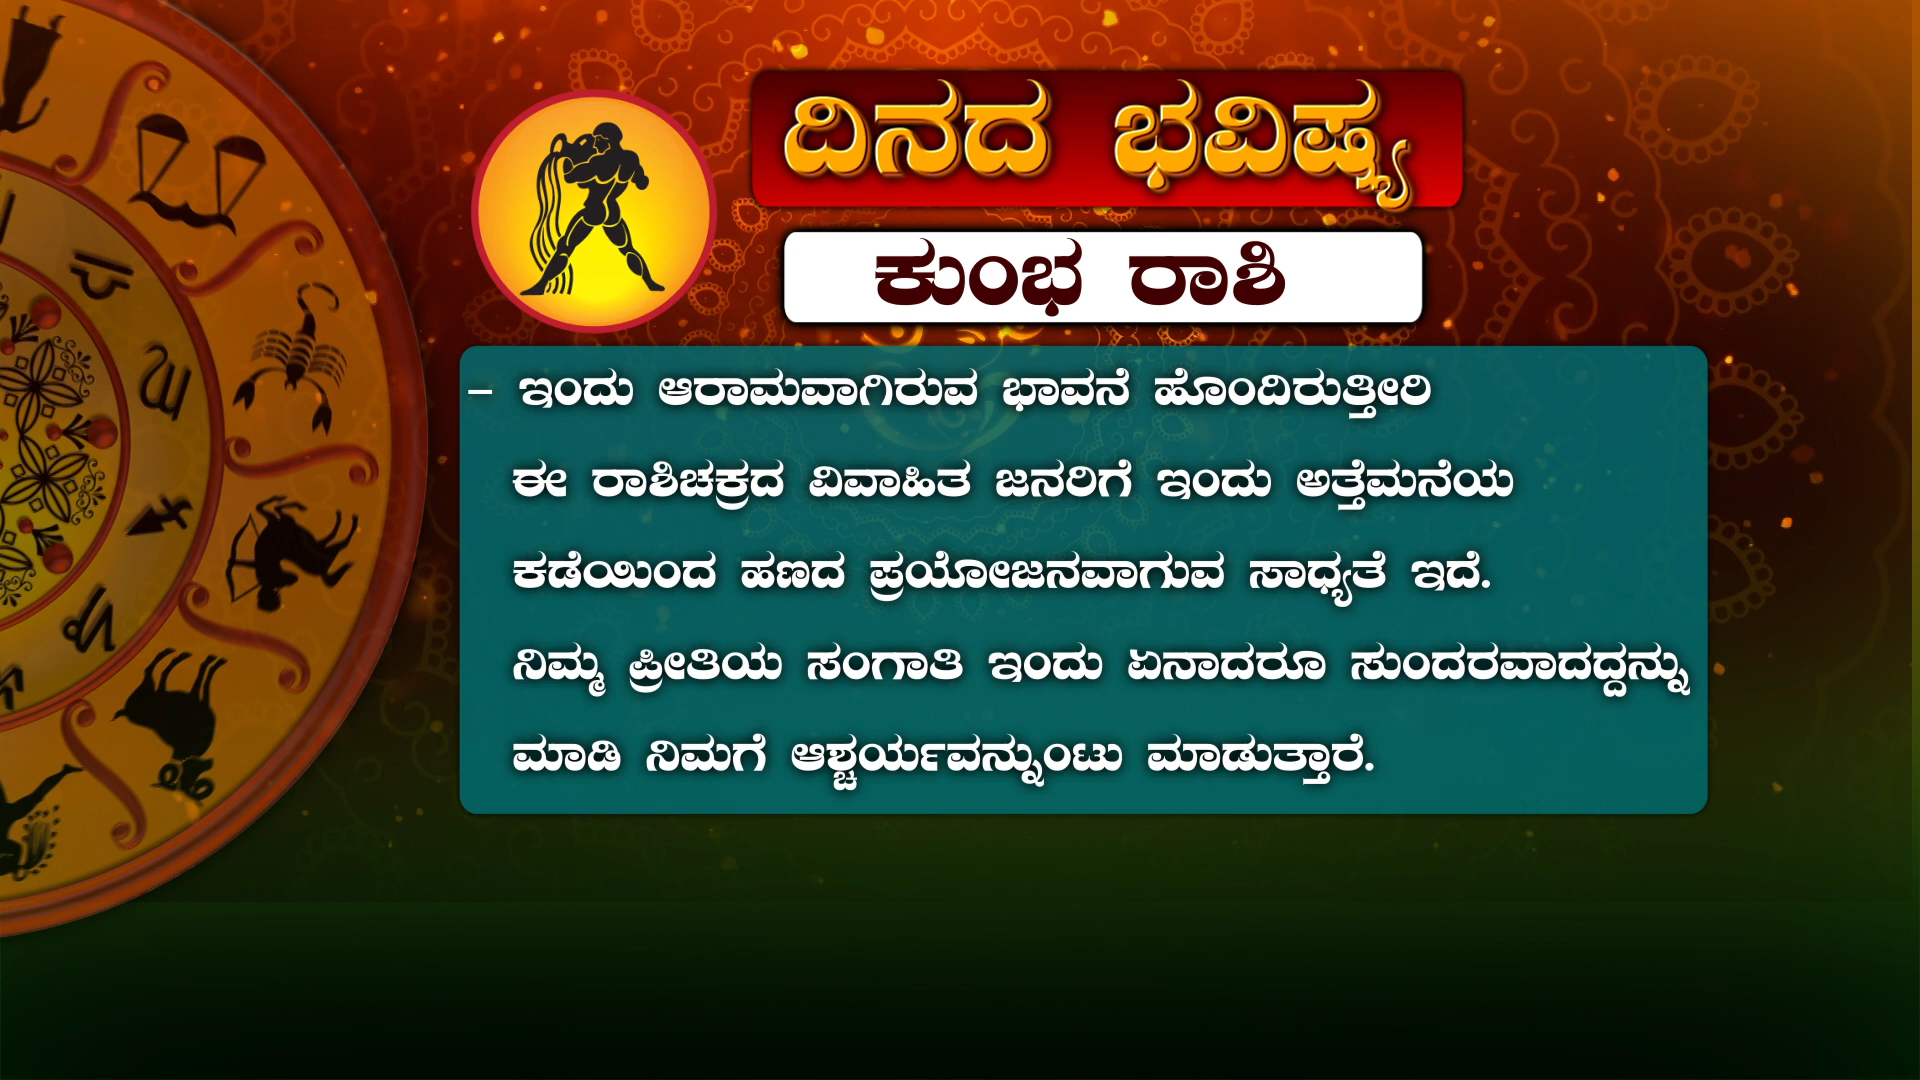 ದಿನದ ಭವಿಷ್ಯ
ಕುಂಭ ರಾಶಿ
– ಇಂದು ಆರಾಮವಾಗಿರುವ ಭಾವನೆ ಹೊಂದಿರುತ್ತೀರಿ
ಈ ರಾಶಿಚಕ್ರದ ವಿವಾಹಿತ ಜನರಿಗೆ ಇಂದು ಅತ್ತೆಮನೆಯ
ಕಡೆಯಿಂದ ಹಣದ ಪ್ರಯೋಜನವಾಗುವ ಸಾಧ್ಯತೆ ಇದೆ.
ನಿಮ್ಮ ಪ್ರೀತಿಯ ಸಂಗಾತಿ ಇಂದು ಏನಾದರೂ ಸುಂದರವಾದದ್ದನ್ನು
ಮಾಡಿ ನಿಮಗೆ ಆಶ್ಚರ್ಯವನ್ನುಂಟು ಮಾಡುತ್ತಾರೆ.